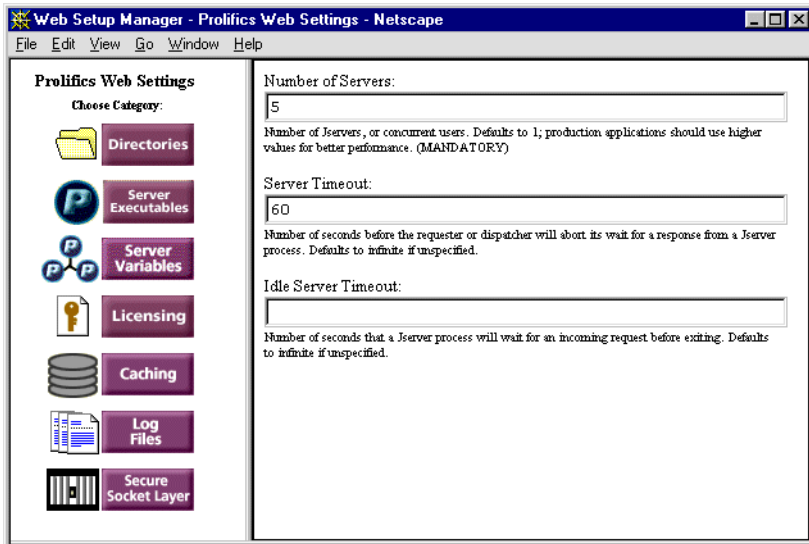 Web Setup Manager - Prolifics Web Settings - Netscape
File Edit View Go Window Help
Prolifics Web Settings
Choose Category:
Directories
Server
Executables
Server
Variables
Licensing
Caching
Log
Files
Secure
Socket Layer
Number of Servers:
5
Number of Jservers, or concurrent users. Defaults to 1; production applications should use higher
values for better performance. (MANDATORY)
Server Timeout:
60
Number of seconds before the requester or dispatcher will abort its wait for a response from a Jserver
process. Defaults to infinite if unspecified.
Idle Server Timeout:
Number of seconds that a Jserver process will wait for an incoming request before exiting. Defaults
to infinite if unspecified.